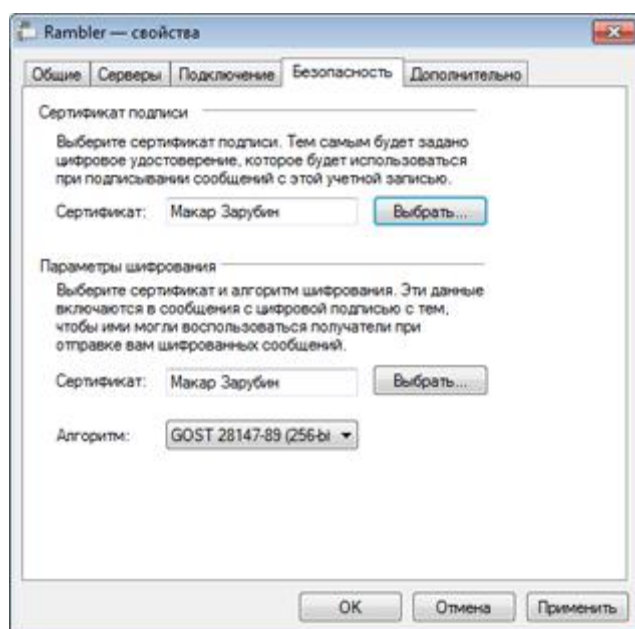 Rambler — свойства
Общие Серверы Подключение Безопасность Дополнительно
Сертификат подписи
Выберите сертификат подписи. Тем самым будет задано
цифровое удостоверение, которое будет использоваться
при подписывании сообщений с этой учетной записью.
Сертификат: Макар Зарубин Выбрать...
Параметры шифрования
Выберите сертификат и алгоритм шифрования. Эти данные
включаются в сообщения с цифровой подписью с тем,
чтобы ими могли воспользоваться получатели при
отправке вам шифрованных сообщений.
Сертификат: Макар Зарубин Выбрать...
Алгоритм: GOST 28147-89 (256-bi
OK Отмена Применить